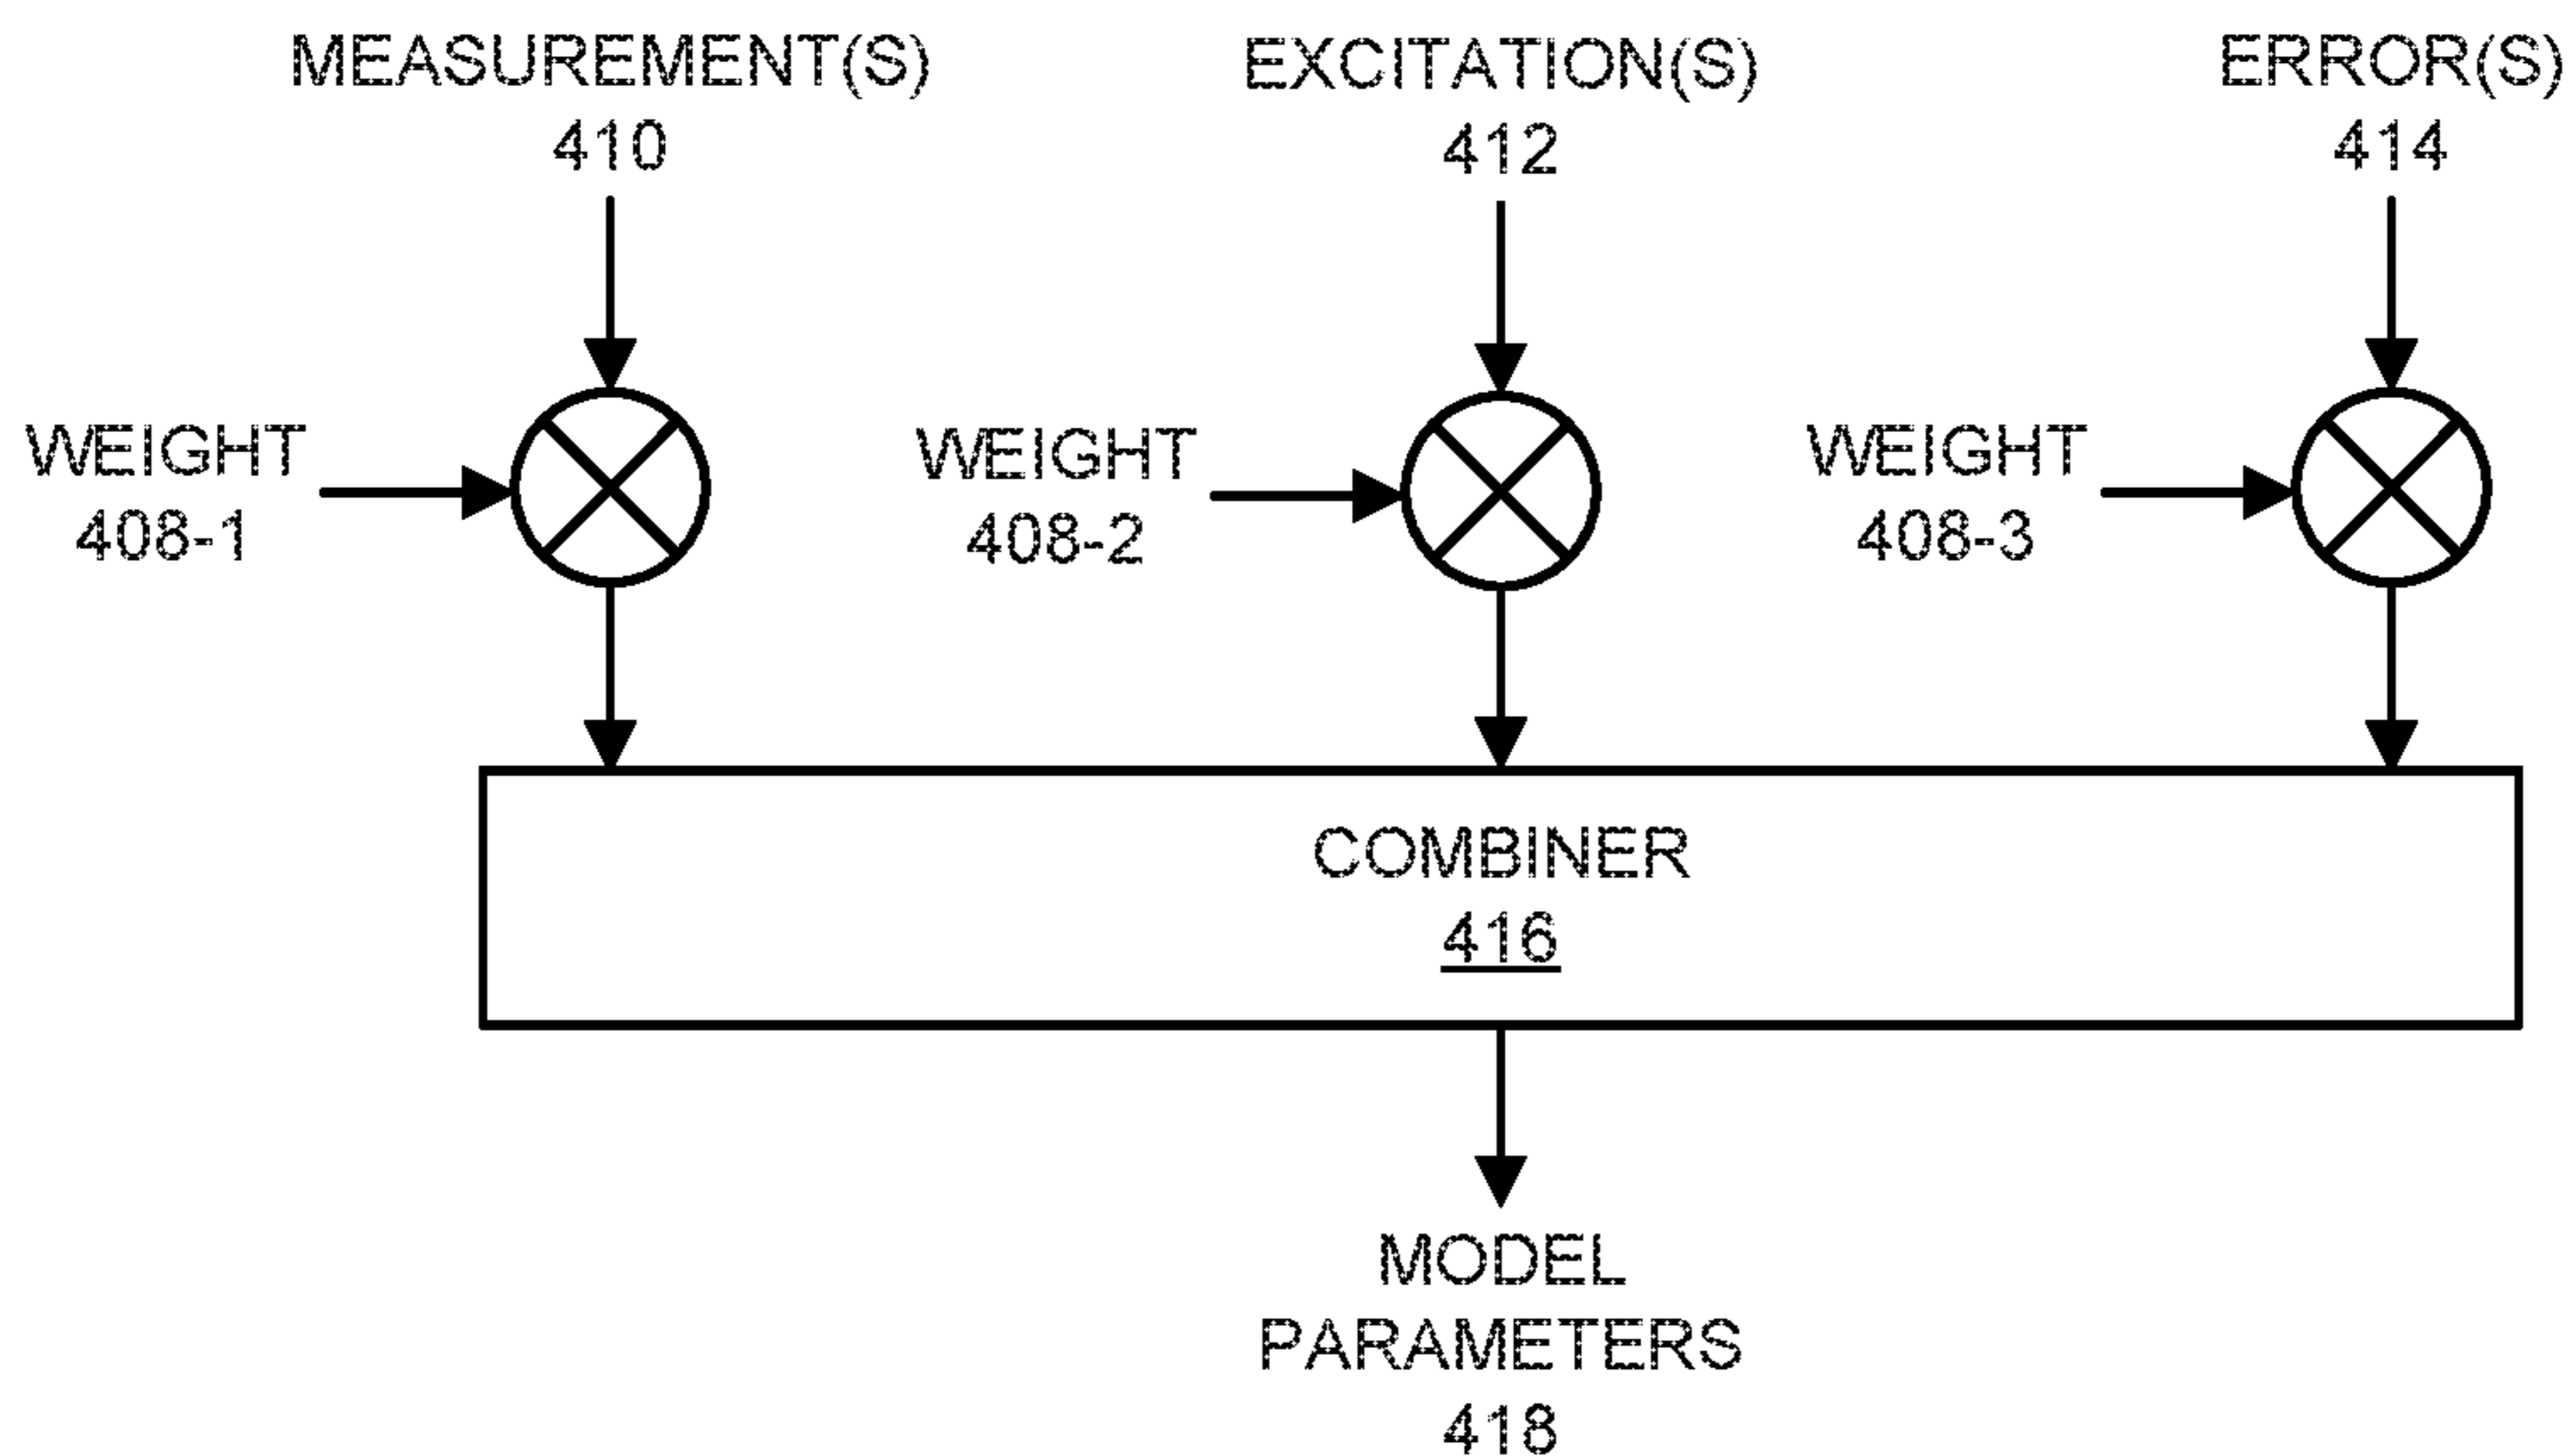 MEASUREMENT(S)
410
EXCITATION(S)
412
ERROR(S)
414
WEIGHT
408-1
WEIGHT
408-2
WEIGHT
408-3
COMBINER
416
MODEL
PARAMETERS
418